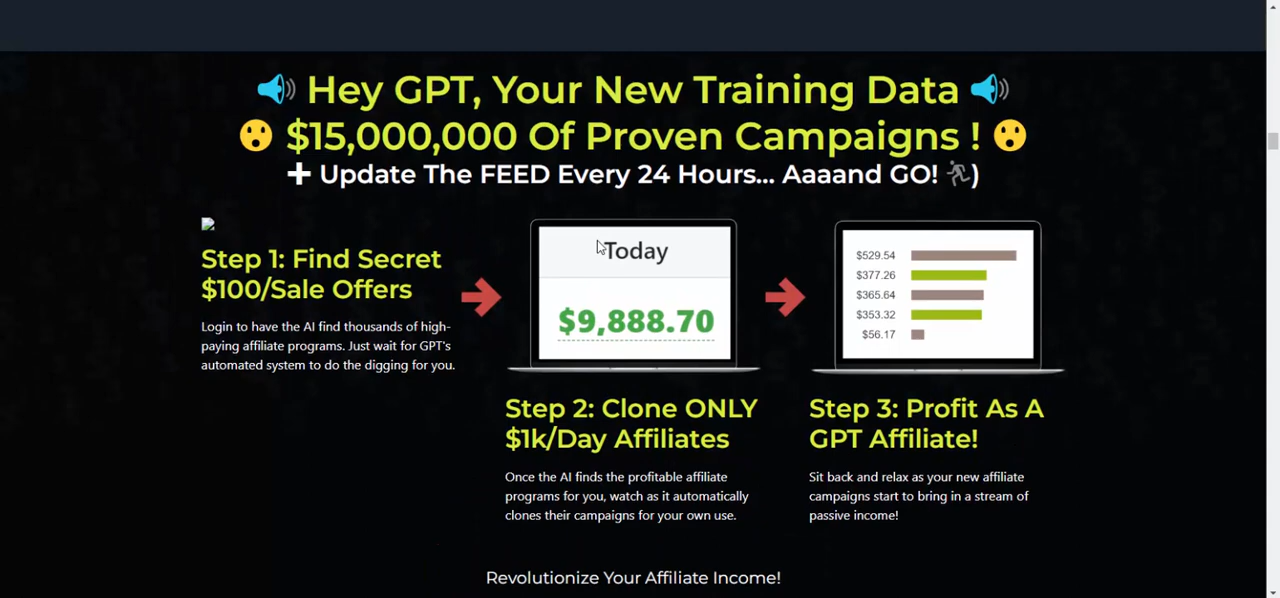 🔊 Hey GPT, Your New Training Data 🔊
😮 $15,000,000 Of Proven Campaigns ! 😮
➕ Update The FEED Every 24 Hours... Aaaand GO! 🏃)
Step 1: Find Secret
$100/Sale Offers
Login to have the AI find thousands of high-
paying affiliate programs. Just wait for GPT's
automated system to do the digging for you.
Today
$9,888.70
Step 2: Clone ONLY
$1k/Day Affiliates
Once the AI finds the profitable affiliate
programs for you, watch as it automatically
clones their campaigns for your own use.
$529.54
$377.26
$365.64
$353.32
$56.17
Step 3: Profit As A
GPT Affiliate!
Sit back and relax as your new affiliate
campaigns start to bring in a stream of
passive income!
Revolutionize Your Affiliate Income!